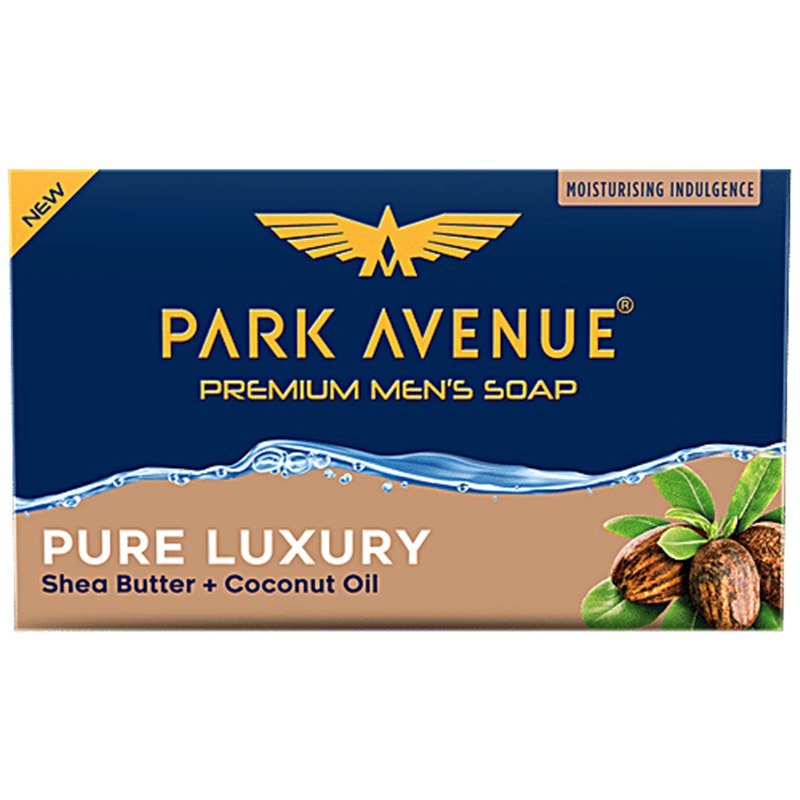 NEW
MOISTURISING INDULGENCE
PARK AVENUE®
PREMIUM MEN'S SOAP
PURE LUXURY
Shea Butter + Coconut Oil